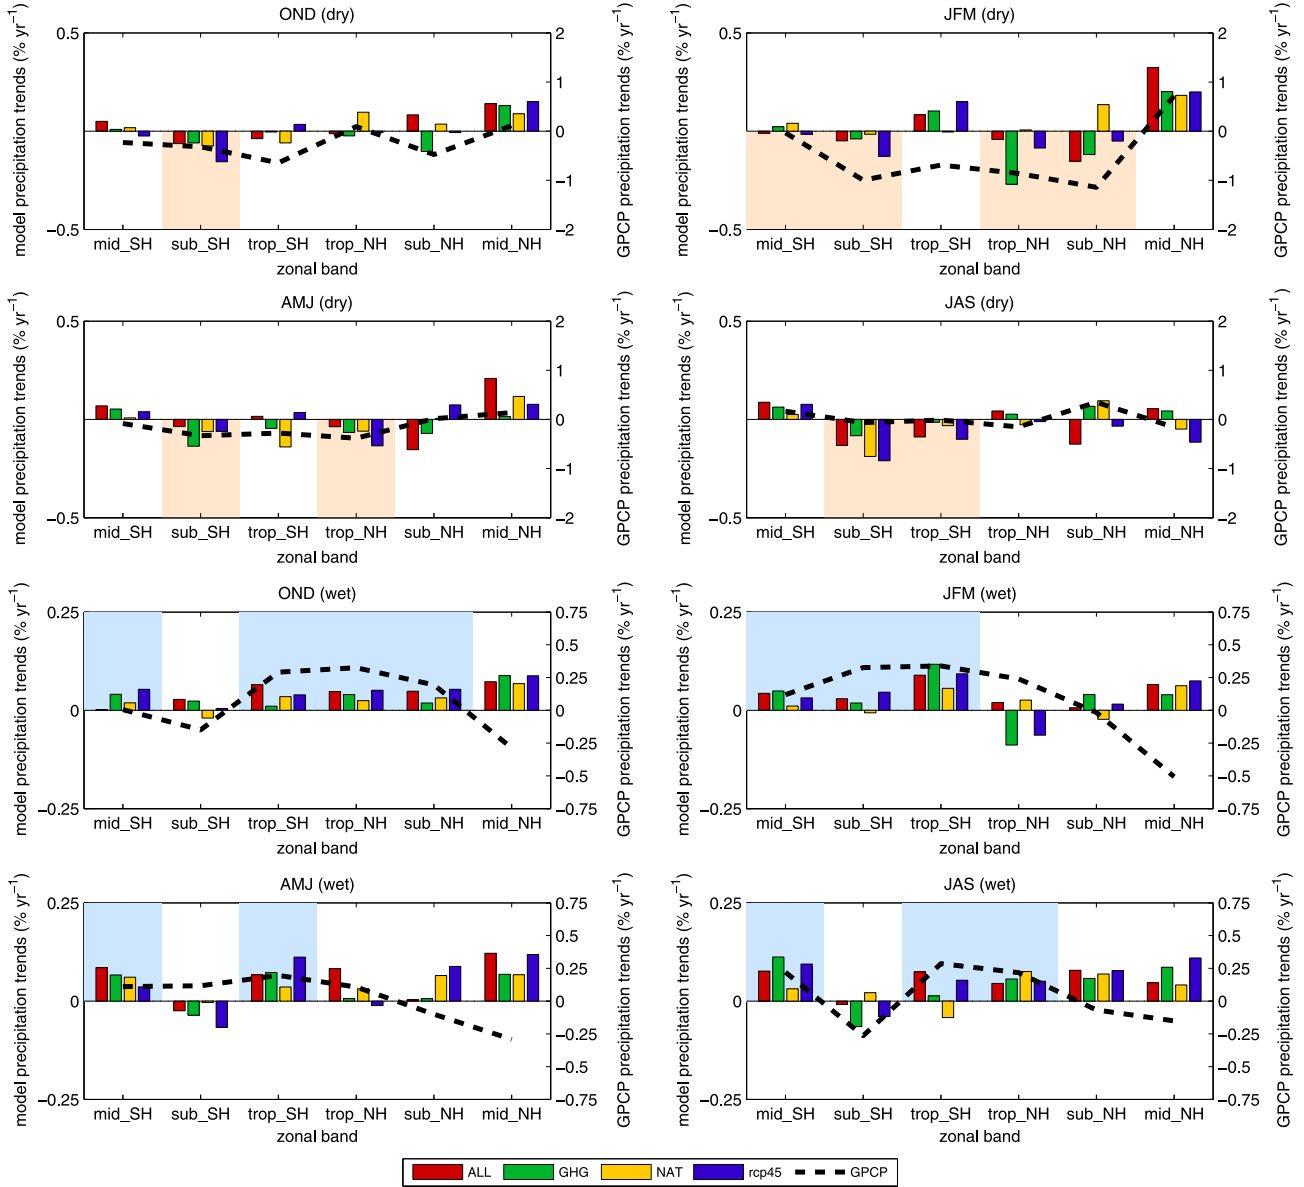 OND (dry)
model precipitation trends (% yr⁻¹)
0.5
−0.5
2
1
0
−1
−2
GPCP precipitation trends (% yr⁻¹)
mid_SH sub_SH trop_SH trop_NH sub_NH mid_NH
zonal band
JFM (dry)
model precipitation trends (% yr⁻¹)
0.5
−0.5
2
1
0
−1
−2
GPCP precipitation trends (% yr⁻¹)
mid_SH sub_SH trop_SH trop_NH sub_NH mid_NH
zonal band
AMJ (dry)
model precipitation trends (% yr⁻¹)
0.5
−0.5
2
1
0
−1
−2
GPCP precipitation trends (% yr⁻¹)
mid_SH sub_SH trop_SH trop_NH sub_NH mid_NH
zonal band
JAS (dry)
model precipitation trends (% yr⁻¹)
0.5
−0.5
2
1
0
−1
−2
GPCP precipitation trends (% yr⁻¹)
mid_SH sub_SH trop_SH trop_NH sub_NH mid_NH
zonal band
OND (wet)
model precipitation trends (% yr⁻¹)
0.25
0
−0.25
0.75
0.5
0.25
0
−0.25
−0.5
−0.75
GPCP precipitation trends (% yr⁻¹)
mid_SH sub_SH trop_SH trop_NH sub_NH mid_NH
zonal band
JFM (wet)
model precipitation trends (% yr⁻¹)
0.25
0
−0.25
0.75
0.5
0.25
0
−0.25
−0.5
−0.75
GPCP precipitation trends (% yr⁻¹)
mid_SH sub_SH trop_SH trop_NH sub_NH mid_NH
zonal band
AMJ (wet)
model precipitation trends (% yr⁻¹)
0.25
0
−0.25
0.75
0.5
0.25
0
−0.25
−0.5
−0.75
GPCP precipitation trends (% yr⁻¹)
mid_SH sub_SH trop_SH trop_NH sub_NH mid_NH
zonal band
JAS (wet)
model precipitation trends (% yr⁻¹)
0.25
0
−0.25
0.75
0.5
0.25
0
−0.25
−0.5
−0.75
GPCP precipitation trends (% yr⁻¹)
mid_SH sub_SH trop_SH trop_NH sub_NH mid_NH
zonal band
ALL GHG NAT rcp45 GPCP